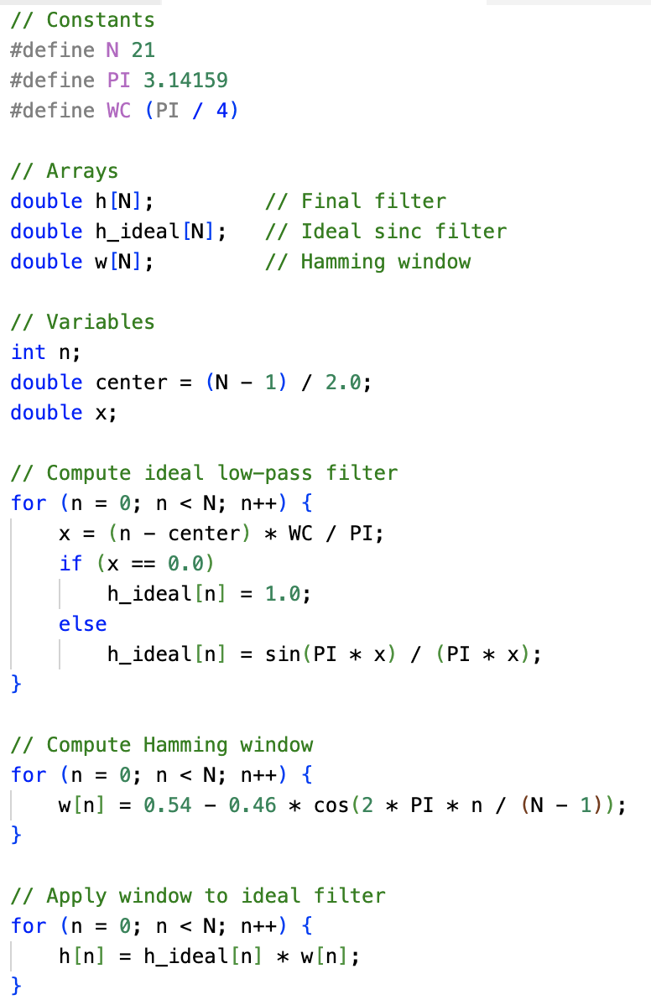 // Constants
#define N 21
#define PI 3.14159
#define WC (PI / 4)
// Arrays
double h[N];         // Final filter
double h_ideal[N];   // Ideal sinc filter
double w[N];         // Hamming window
// Variables
int n;
double center = (N - 1) / 2.0;
double x;
// Compute ideal low-pass filter
for (n = 0; n < N; n++) {
    x = (n - center) * WC / PI;
    if (x == 0.0)
        h_ideal[n] = 1.0;
    else
        h_ideal[n] = sin(PI * x) / (PI * x);
}
// Compute Hamming window
for (n = 0; n < N; n++) {
    w[n] = 0.54 - 0.46 * cos(2 * PI * n / (N - 1));
}
// Apply window to ideal filter
for (n = 0; n < N; n++) {
    h[n] = h_ideal[n] * w[n];
}